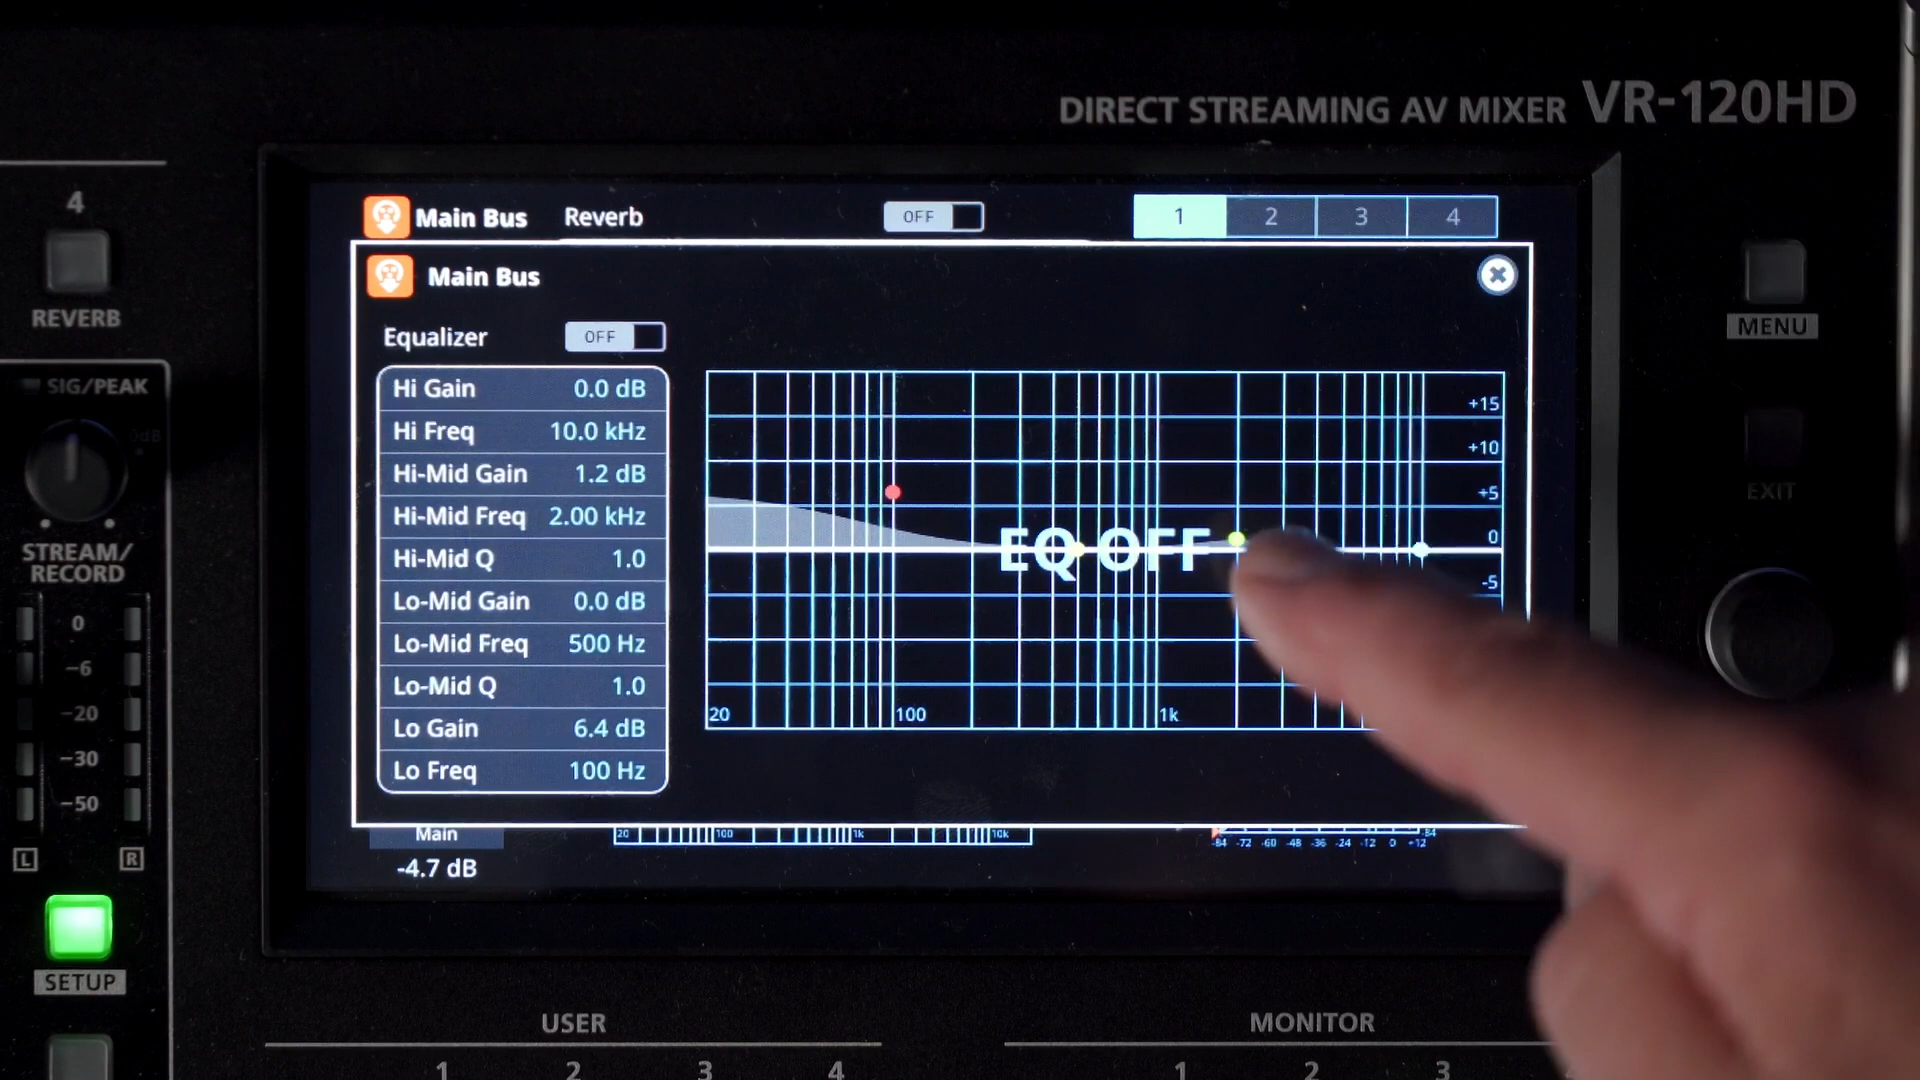 DIRECT STREAMING AV MIXER VR-120HD
4
REVERB
SIG/PEAK
0dB
STREAM/
RECORD
0
-6
-20
-30
-50
L R
SETUP
Main Bus Reverb OFF 1 2 3 4
Main Bus
Equalizer OFF
Hi Gain 0.0 dB
Hi Freq 10.0 kHz
Hi-Mid Gain 1.2 dB
Hi-Mid Freq 2.00 kHz
Hi-Mid Q 1.0
Lo-Mid Gain 0.0 dB
Lo-Mid Freq 500 Hz
Lo-Mid Q 1.0
Lo Gain 6.4 dB
Lo Freq 100 Hz
+15
+10
+5
0
-5
EQ OFF
20 100 1k
Main
-4.7 dB
20 100 1k 10k
-84
-84 -72 -60 -48 -36 -24 -12 0 +12
MENU
EXIT
USER
1 2 3 4
MONITOR
1 2 3